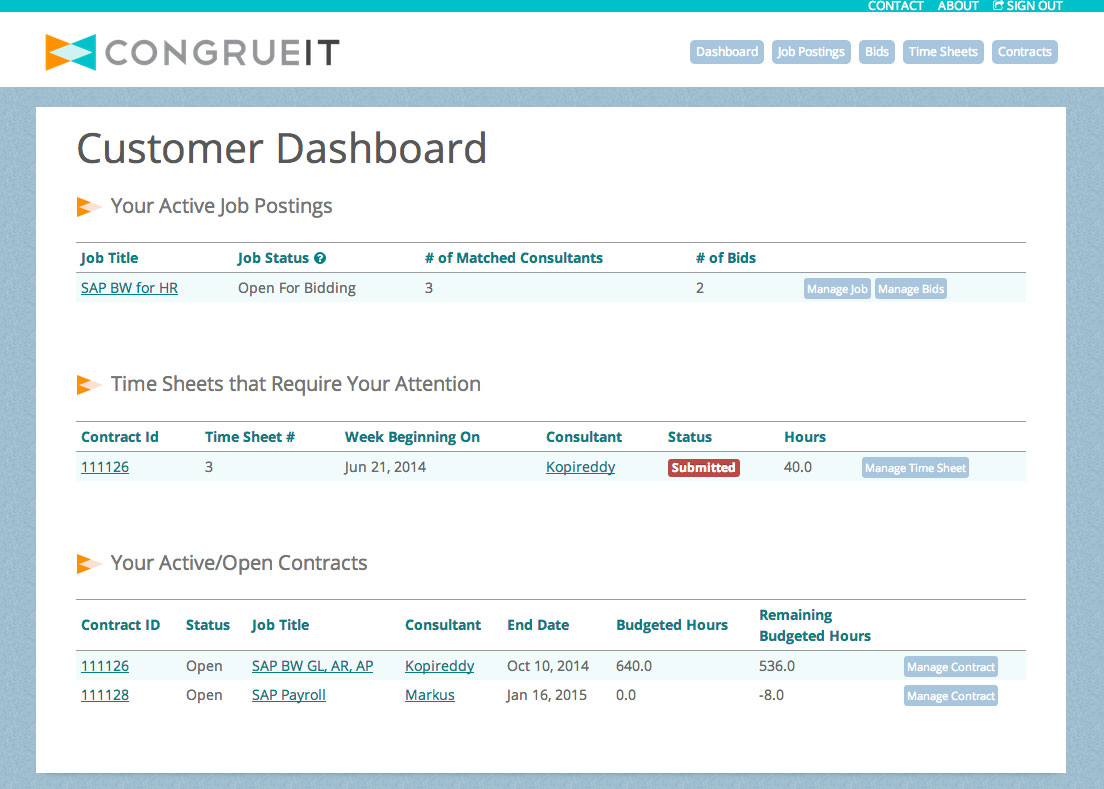 CONTACT ABOUT SIGN OUT
CONGRUEIT
Dashboard Job Postings Bids Time Sheets Contracts
Customer Dashboard
Your Active Job Postings
Job Title Job Status ? # of Matched Consultants # of Bids
SAP BW for HR Open For Bidding 3 2 Manage Job Manage Bids
Time Sheets that Require Your Attention
Contract Id Time Sheet # Week Beginning On Consultant Status Hours
111126 3 Jun 21, 2014 Kopireddy Submitted 40.0 Manage Time Sheet
Your Active/Open Contracts
Contract ID Status Job Title Consultant End Date Budgeted Hours Remaining
Budgeted Hours
111126 Open SAP BW GL, AR, AP Kopireddy Oct 10, 2014 640.0 536.0 Manage Contract
111128 Open SAP Payroll Markus Jan 16, 2015 0.0 -8.0 Manage Contract